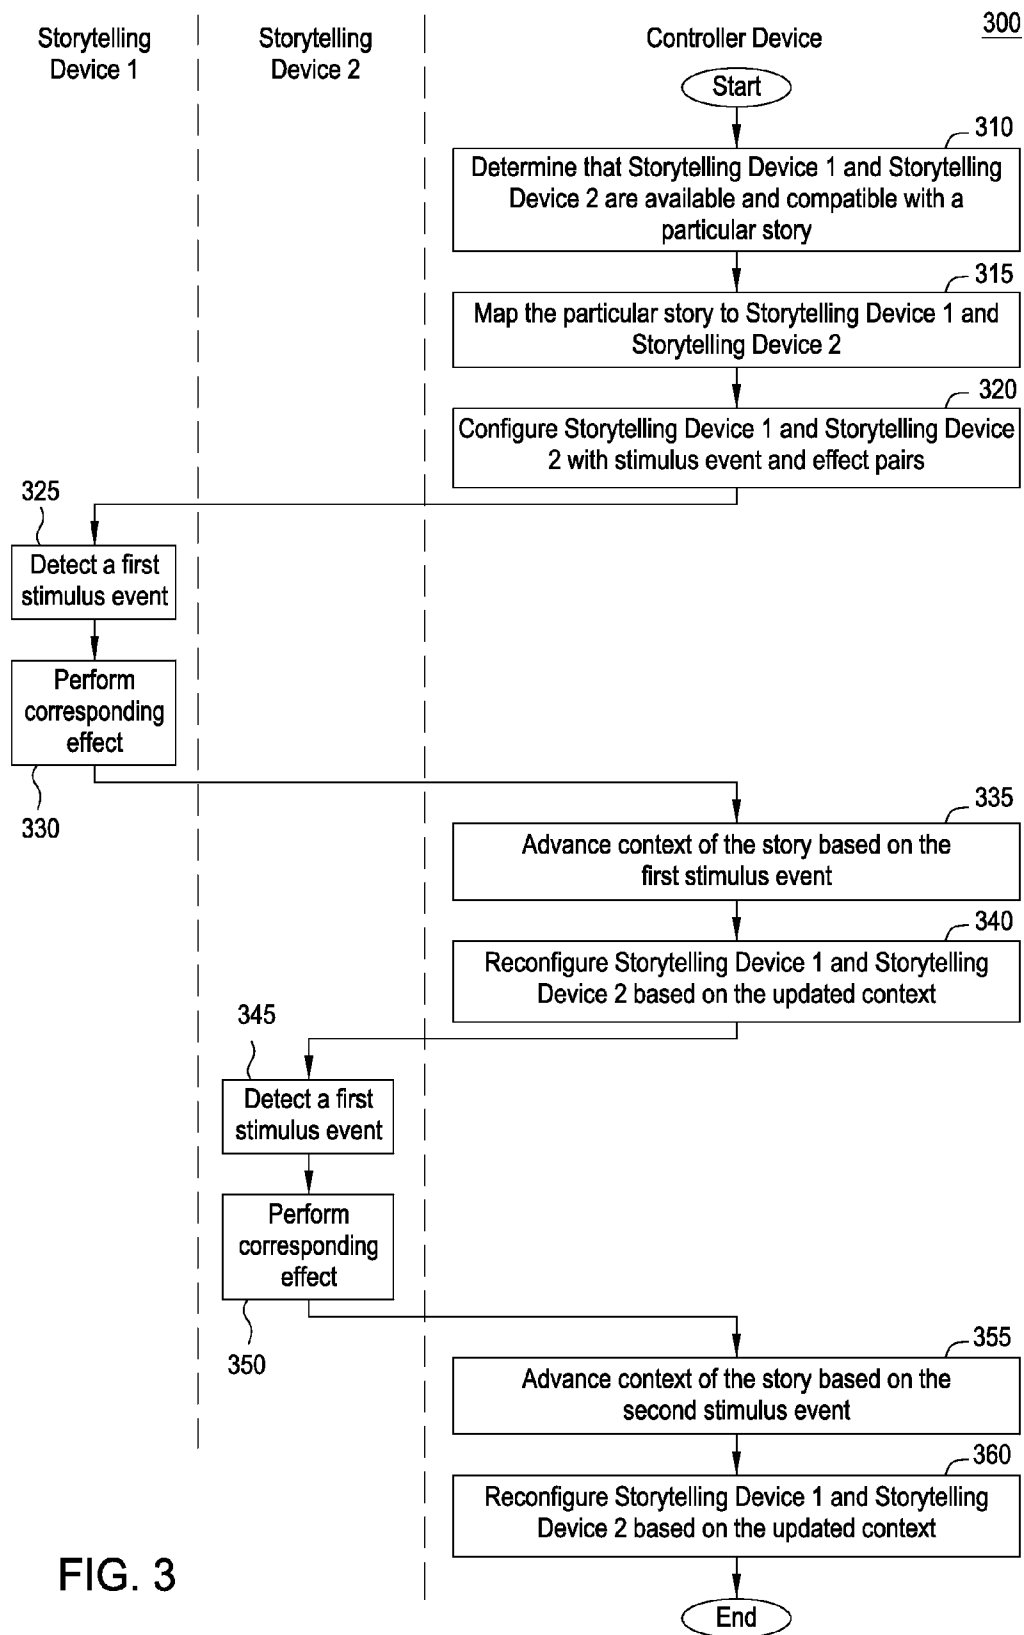 300
Storytelling
Device 1
Storytelling
Device 2
Controller Device
Start
310
Determine that Storytelling Device 1 and Storytelling
Device 2 are available and compatible with a
particular story
315
Map the particular story to Storytelling Device 1 and
Storytelling Device 2
320
Configure Storytelling Device 1 and Storytelling Device
2 with stimulus event and effect pairs
325
Detect a first
stimulus event
Perform
corresponding
effect
330
335
Advance context of the story based on the
first stimulus event
340
Reconfigure Storytelling Device 1 and Storytelling
Device 2 based on the updated context
345
Detect a first
stimulus event
Perform
corresponding
effect
350
355
Advance context of the story based on the
second stimulus event
360
Reconfigure Storytelling Device 1 and Storytelling
Device 2 based on the updated context
End
FIG. 3